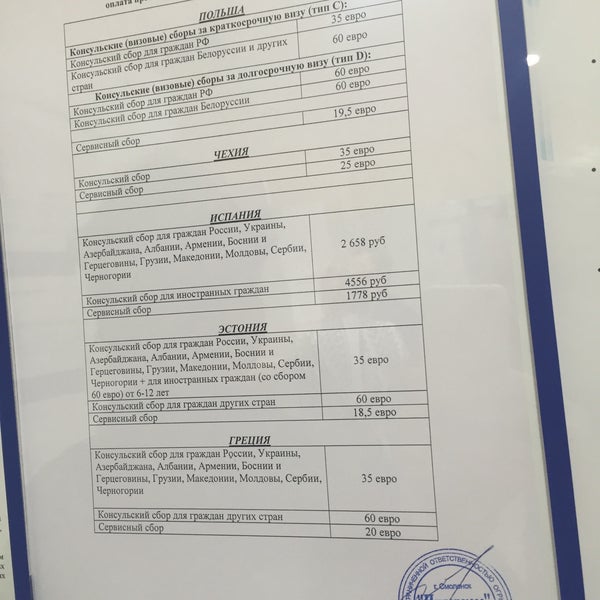 оплата
ПОЛЬША
Консульские (визовые) сборы за краткосрочную визу (тип C):
Консульский сбор для граждан РФ
35 евро
Консульский сбор для граждан Белоруссии и других
стран
60 евро
Консульские (визовые) сборы за долгосрочную визу (тип D):
Консульский сбор для граждан РФ
60 евро
Консульский сбор для граждан Белоруссии
60 евро
Сервисный сбор
19,5 евро
ЧЕХИЯ
Консульский сбор
35 евро
Сервисный сбор
25 евро
ИСПАНИЯ
Консульский сбор для граждан России, Украины,
Азербайджана, Албании, Армении, Боснии и
Герцеговины, Грузии, Македонии, Молдовы, Сербии,
Черногории
2 658 руб
Консульский сбор для иностранных граждан
4556 руб
Сервисный сбор
1778 руб
ЭСТОНИЯ
Консульский сбор для граждан России, Украины,
Азербайджана, Албании, Армении, Боснии и
Герцеговины, Грузии, Македонии, Молдовы, Сербии,
Черногории + для иностранных граждан (со сбором
60 евро) от 6-12 лет
35 евро
Консульский сбор для граждан других стран
60 евро
Сервисный сбор
18,5 евро
ГРЕЦИЯ
Консульский сбор для граждан России, Украины,
Азербайджана, Албании, Армении, Боснии и
Герцеговины, Грузии, Македонии, Молдовы, Сербии,
Черногории
35 евро
Консульский сбор для граждан других стран
60 евро
Сервисный сбор
20 евро
ОТВЕТСТВЕННОСТЬЮ
г. Смоленск